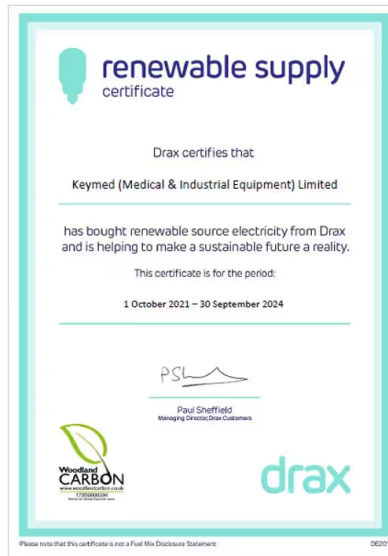 renewable supply
certificate
Drax certifies that
Keymed (Medical & Industrial Equipment) Limited
has bought renewable source electricity from Drax
and is helping to make a sustainable future a reality.
This certificate is for the period:
1 October 2021 – 30 September 2024
Paul Sheffield
Managing Director, Drax Customers
Woodland
CARBON
www.woodlandcarbon.co.uk
drax
Please note that this certificate is not a Fuel Mix Disclosure Statement